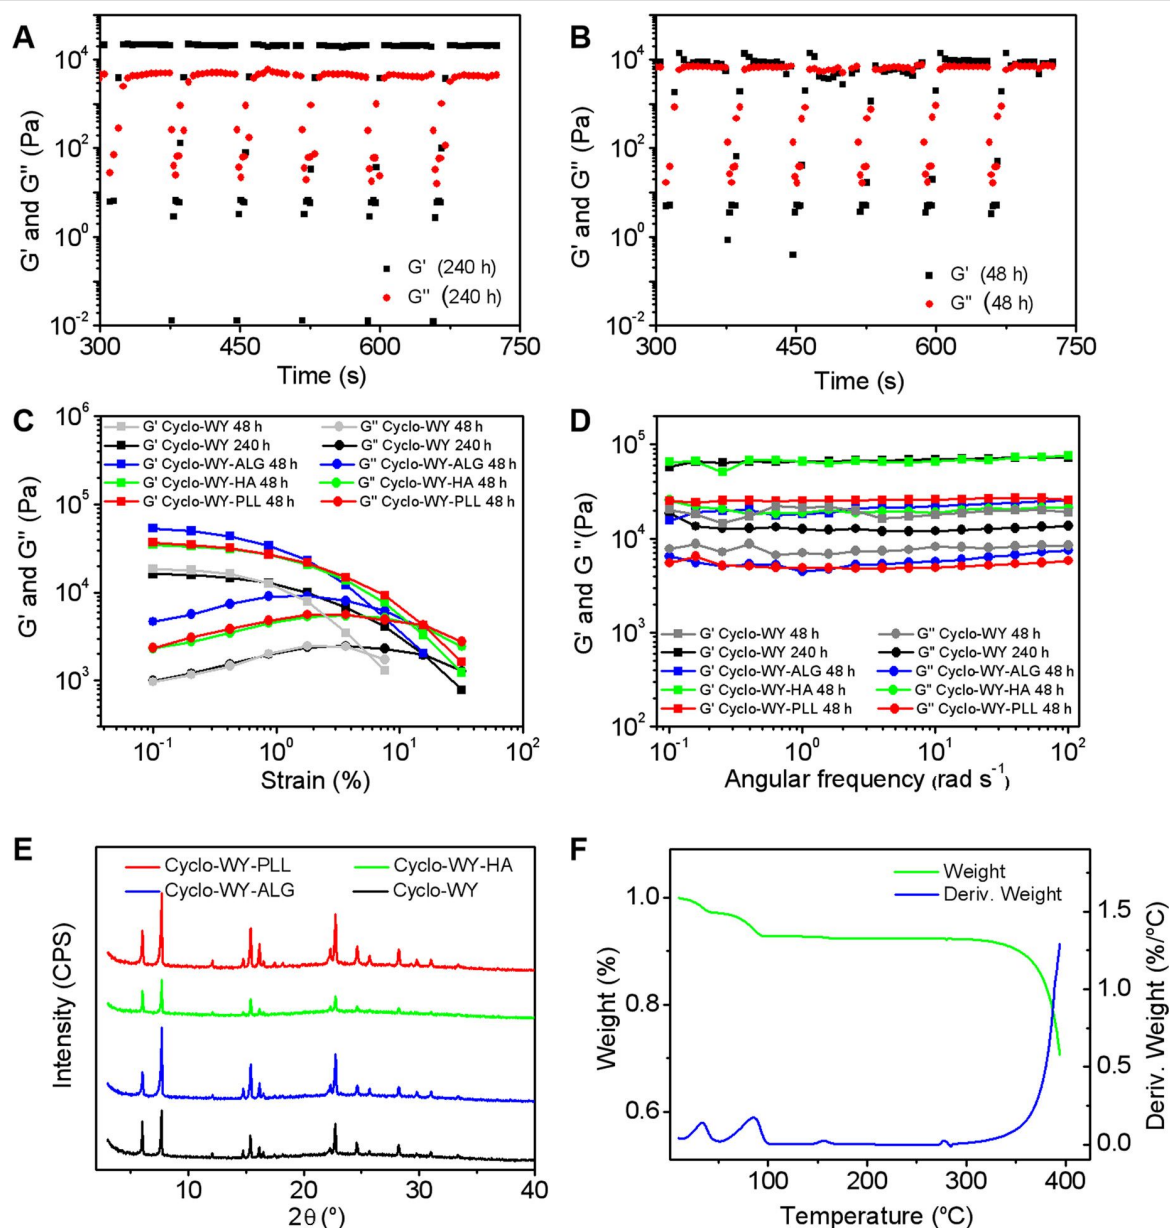 A
G' and G'' (Pa)
10^4
10^2
10^0
10^-2
G' (240 h)
G'' (240 h)
300 450 600 750
Time (s)
B
G' and G'' (Pa)
10^4
10^2
10^0
10^-2
G' (48 h)
G'' (48 h)
300 450 600 750
Time (s)
C
G' and G'' (Pa)
10^6
10^5
10^4
10^3
G' Cyclo-WY 48 h G'' Cyclo-WY 48 h
G' Cyclo-WY 240 h G'' Cyclo-WY 240 h
G' Cyclo-WY-ALG 48 h G'' Cyclo-WY-ALG 48 h
G' Cyclo-WY-HA 48 h G'' Cyclo-WY-HA 48 h
G' Cyclo-WY-PLL 48 h G'' Cyclo-WY-PLL 48 h
10^-1 10^0 10^1 10^2
Strain (%)
D
G' and G'' (Pa)
10^5
10^4
10^3
10^2
G' Cyclo-WY 48 h G'' Cyclo-WY 48 h
G' Cyclo-WY 240 h G'' Cyclo-WY 240 h
G' Cyclo-WY-ALG 48 h G'' Cyclo-WY-ALG 48 h
G' Cyclo-WY-HA 48 h G'' Cyclo-WY-HA 48 h
G' Cyclo-WY-PLL 48 h G'' Cyclo-WY-PLL 48 h
10^-1 10^0 10^1 10^2
Angular frequency (rad s^-1)
E
Intensity (CPS)
Cyclo-WY-PLL Cyclo-WY-HA
Cyclo-WY-ALG Cyclo-WY
10 20 30 40
2θ (°)
F
Weight (%)
1.0
0.8
0.6
Weight
Deriv. Weight
1.5
1.0
0.5
0.0
Deriv. Weight (%/ºC)
0 100 200 300 400
Temperature (ºC)